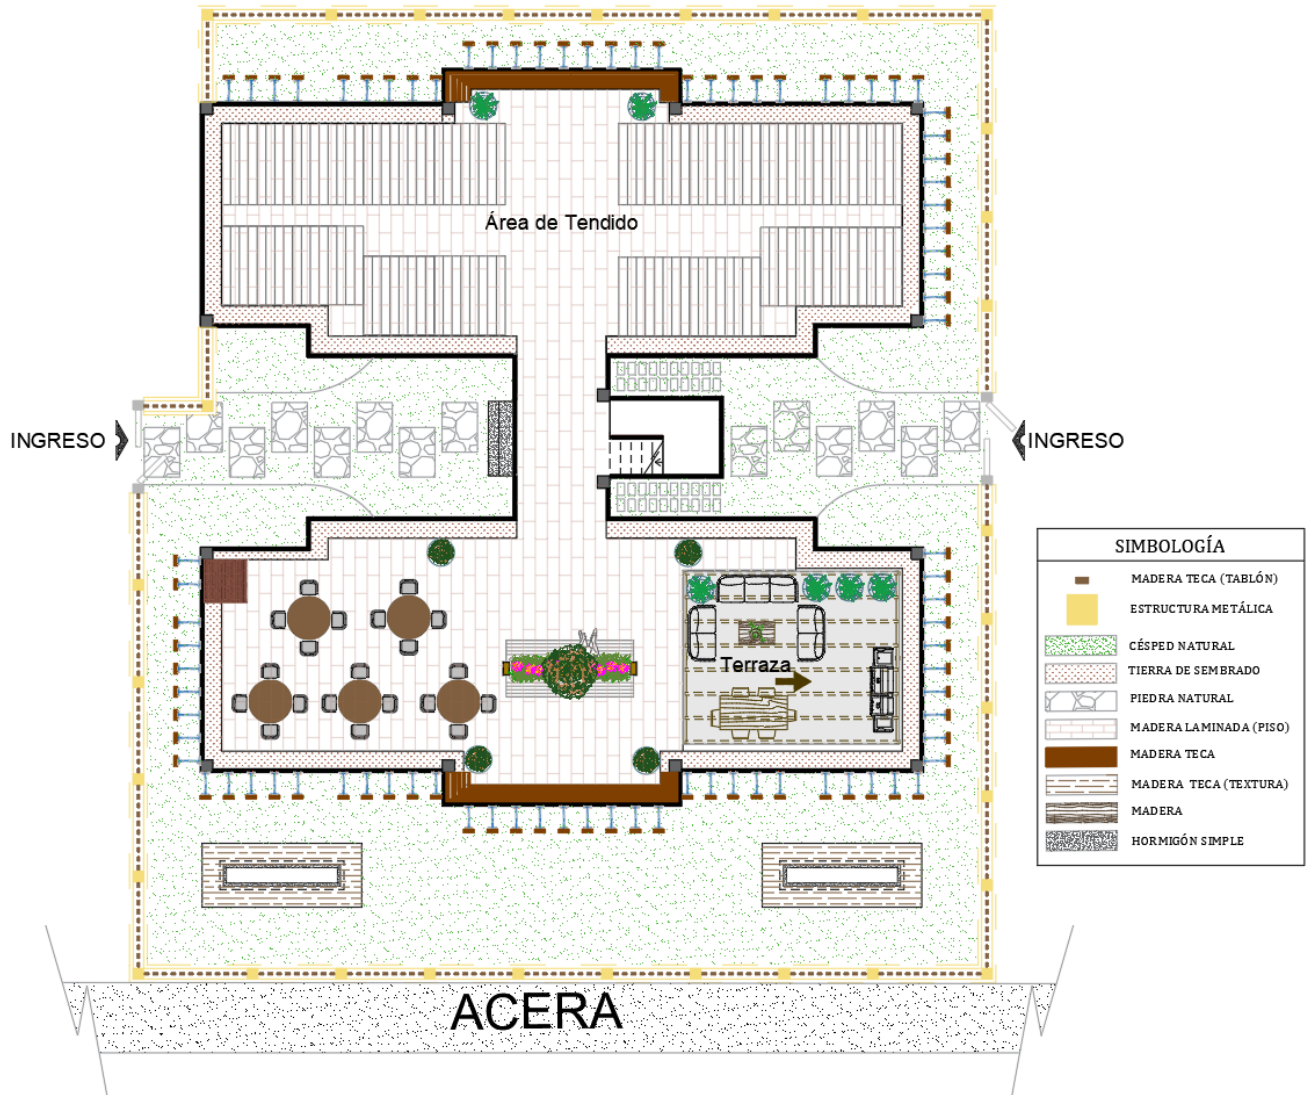 Área de Tendido
INGRESO
INGRESO
Terraza
SIMBOLOGÍA
MADERA TECA (TABLÓN)
ESTRUCTURA METÁLICA
CÉSPED NATURAL
TIERRA DE SEMBRADO
PIEDRA NATURAL
MADERA LAMINADA (PISO)
MADERA TECA
MADERA TECA (TEXTURA)
MADERA
HORMIGÓN SIMPLE
ACERA